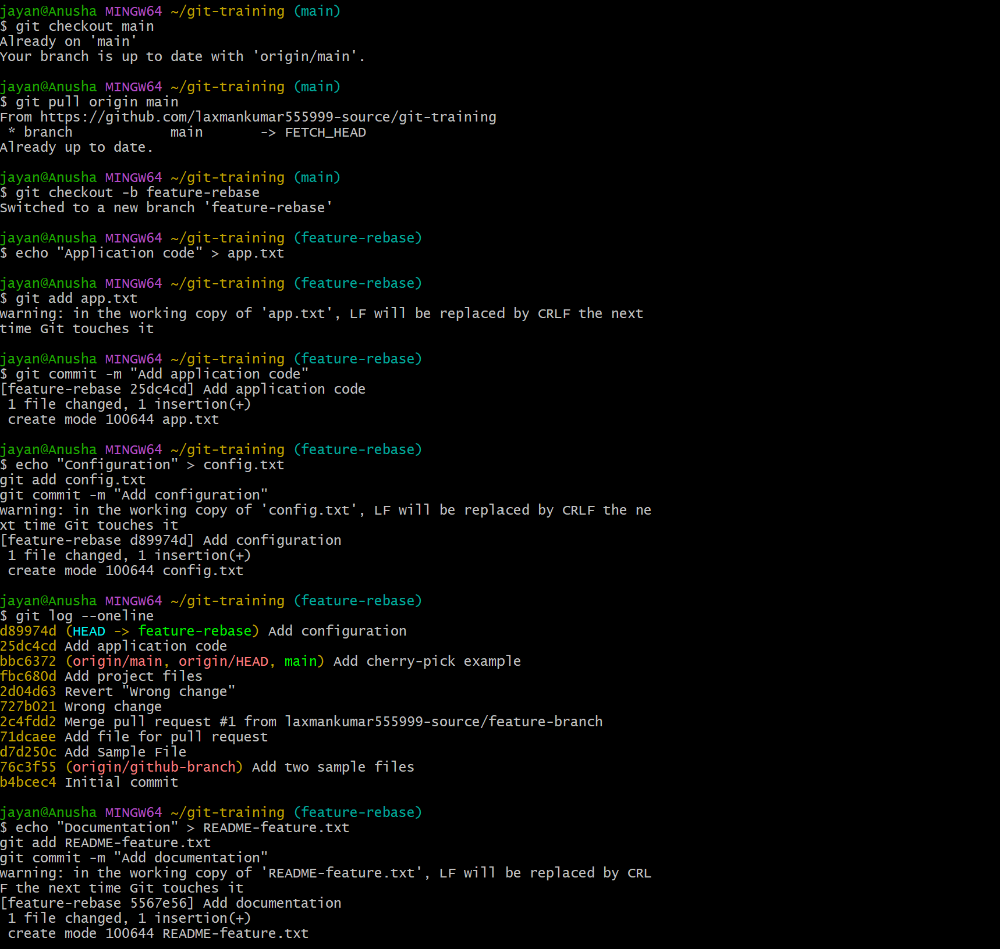 jayan@Anusha MINGW64 ~/git-training (main)
$ git checkout main
Already on 'main'
Your branch is up to date with 'origin/main'.

jayan@Anusha MINGW64 ~/git-training (main)
$ git pull origin main
From https://github.com/laxmankumar555999-source/git-training
 * branch            main       -> FETCH_HEAD
Already up to date.

jayan@Anusha MINGW64 ~/git-training (main)
$ git checkout -b feature-rebase
Switched to a new branch 'feature-rebase'

jayan@Anusha MINGW64 ~/git-training (feature-rebase)
$ echo "Application code" > app.txt

jayan@Anusha MINGW64 ~/git-training (feature-rebase)
$ git add app.txt
warning: in the working copy of 'app.txt', LF will be replaced by CRLF the next
time Git touches it

jayan@Anusha MINGW64 ~/git-training (feature-rebase)
$ git commit -m "Add application code"
[feature-rebase 25dc4cd] Add application code
 1 file changed, 1 insertion(+)
 create mode 100644 app.txt

jayan@Anusha MINGW64 ~/git-training (feature-rebase)
$ echo "Configuration" > config.txt
git add config.txt
git commit -m "Add configuration"
warning: in the working copy of 'config.txt', LF will be replaced by CRLF the ne
xt time Git touches it
[feature-rebase d89974d] Add configuration
 1 file changed, 1 insertion(+)
 create mode 100644 config.txt

jayan@Anusha MINGW64 ~/git-training (feature-rebase)
$ git log --oneline
d89974d (HEAD -> feature-rebase) Add configuration
25dc4cd Add application code
bbc6372 (origin/main, origin/HEAD, main) Add cherry-pick example
fbc680d Add project files
2d04d63 Revert "Wrong change"
727b021 Wrong change
2c4fdd2 Merge pull request #1 from laxmankumar555999-source/feature-branch
71dcaee Add file for pull request
d7d250c Add Sample File
76c3f55 (origin/github-branch) Add two sample files
b4bcec4 Initial commit

jayan@Anusha MINGW64 ~/git-training (feature-rebase)
$ echo "Documentation" > README-feature.txt
git add README-feature.txt
git commit -m "Add documentation"
warning: in the working copy of 'README-feature.txt', LF will be replaced by CRL
F the next time Git touches it
[feature-rebase 5567e56] Add documentation
 1 file changed, 1 insertion(+)
 create mode 100644 README-feature.txt